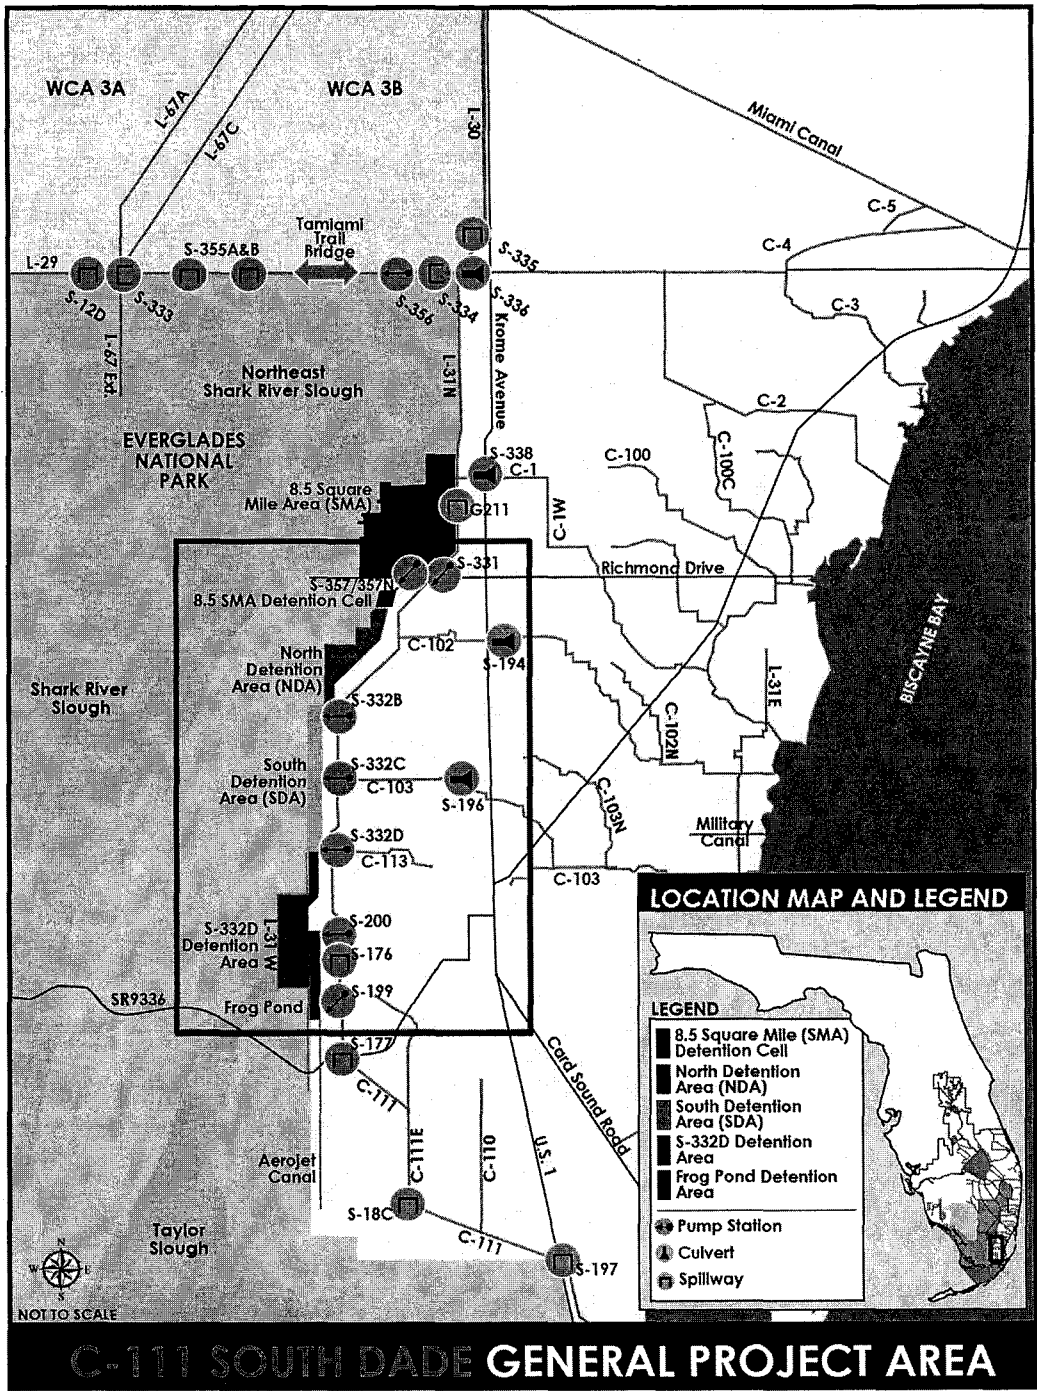 WCA 3A
WCA 3B
L-67A
L-67C
L-30
Miami Canal
C-5
C-4
C-3
Tamiami
Trail
Bridge
S-355A&B
L-29
S-12D
S-333
S-356
S-334
S-335
S-336
L-67 Ext.
Krome Avenue
L-31N
Northeast
Shark River Slough
C-2
EVERGLADES
NATIONAL
PARK
S-338
C-1
C-100
C-100C
8.5 Square
Mile Area (SMA)
G211
C-1W
S-331
Richmond Drive
S-357/357N
8.5 SMA Detention Cell
C-102
S-194
BISCAYNE BAY
North
Detention
Area (NDA)
Shark River
Slough
L-31E
S-332B
C-102N
South
Detention
Area (SDA)
S-332C
C-103
S-196
C-103N
Military
Canal
S-332D
C-113
C-103
S-332D
Detention
Area
L-31 W
S-200
S-176
S-199
Frog Pond
SR9336
S-177
C-111
Card Sound Road
C-111E
C-110
U.S. 1
Aerojet
Canal
S-18C
C-111
S-197
Taylor
Slough
N
W
E
S
NOT TO SCALE
LOCATION MAP AND LEGEND
LEGEND
8.5 Square Mile (SMA)
Detention Cell
North Detention
Area (NDA)
South Detention
Area (SDA)
S-332D Detention
Area
Frog Pond Detention
Area
Pump Station
Culvert
Spillway
C-111 SOUTH DADE GENERAL PROJECT AREA